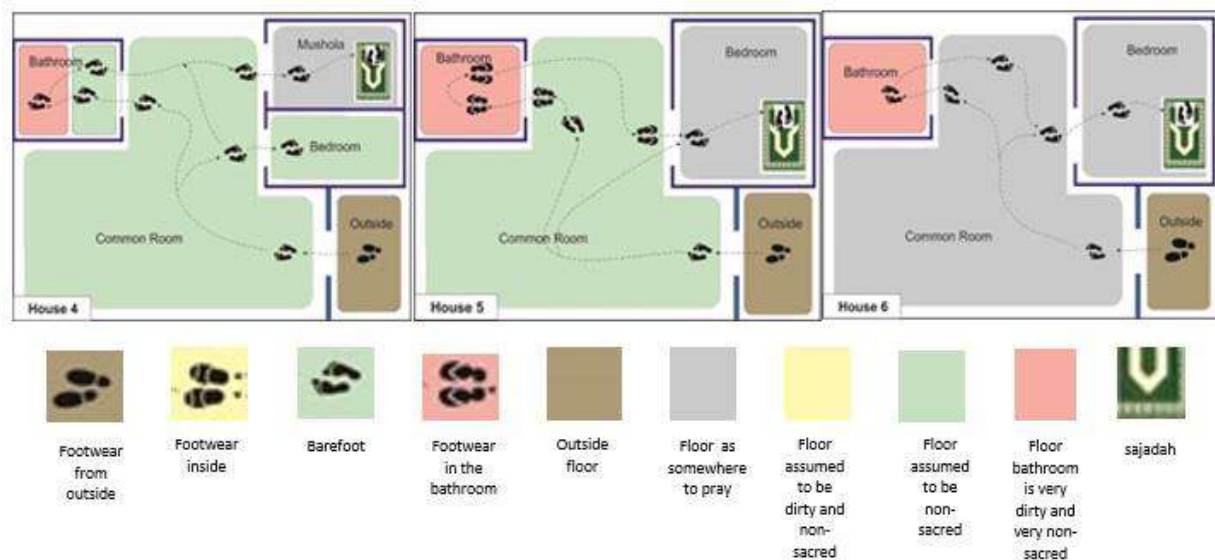 Mushola
Bathroom
Bedroom
Common Room
Outside
House 4
Bathroom
Bedroom
Common Room
Outside
House 5
Bathroom
Bedroom
Common Room
Outside
House 6
Footwear
from
outside
Footwear
inside
Barefoot
Footwear
in the
bathroom
Outside
floor
Floor as
somewhere
to pray
Floor
assumed
to be
dirty and
non-
sacred
Floor
assumed
to be
non-
sacred
Floor
bathroom
is very
dirty and
very non-
sacred
sajadah